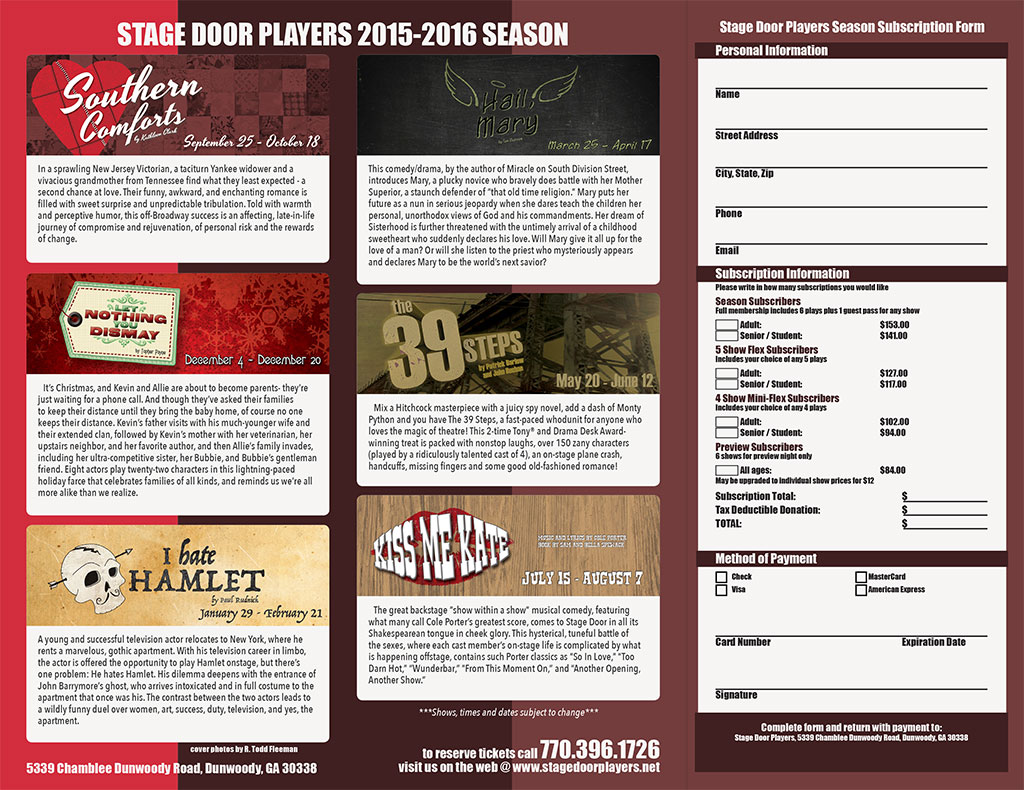 STAGE DOOR PLAYERS 2015-2016 SEASON
Southern
Comforts
by Kathleen Clark
September 25 - October 18
In a sprawling New Jersey Victorian, a taciturn Yankee widower and a
vivacious grandmother from Tennessee find what they least expected - a
second chance at love. Their funny, awkward, and enchanting romance is
filled with sweet surprise and unpredictable tribulation. Told with warmth
and perceptive humor, this off-Broadway success is an affecting, late-in-life
journey of compromise and rejuvenation, of personal risk and the rewards
of change.
LET
NOTHING
YOU
DISMAY
by Topher Payne
December 4 - December 20
It's Christmas, and Kevin and Allie are about to become parents- they're
just waiting for a phone call. And though they've asked their families
to keep their distance until they bring the baby home, of course no one
keeps their distance. Kevin's father visits with his much-younger wife and
their extended clan, followed by Kevin's mother with her veterinarian, her
upstairs neighbor, and her favorite author, and then Allie's family invades,
including her ultra-competitive sister, her Bubbie, and Bubbie's gentleman
friend. Eight actors play twenty-two characters in this lightning-paced
holiday farce that celebrates families of all kinds, and reminds us we're all
more alike than we realize.
I hate
HAMLET
by Paul Rudnick
January 29 - February 21
A young and successful television actor relocates to New York, where he
rents a marvelous, gothic apartment. With his television career in limbo,
the actor is offered the opportunity to play Hamlet onstage, but there's
one problem: He hates Hamlet. His dilemma deepens with the entrance of
John Barrymore's ghost, who arrives intoxicated and in full costume to the
apartment that once was his. The contrast between the two actors leads to
a wildly funny duel over women, art, success, duty, television, and yes, the
apartment.
cover photos by R. Todd Fleeman
5339 Chamblee Dunwoody Road, Dunwoody, GA 30338
Hail,
Mary
March 25 - April 17
This comedy/drama, by the author of Miracle on South Division Street,
introduces Mary, a plucky novice who bravely does battle with her Mother
Superior, a staunch defender of "that old time religion." Mary puts her
future as a nun in serious jeopardy when she dares teach the children her
personal, unorthodox views of God and his commandments. Her dream of
Sisterhood is further threatened with the untimely arrival of a childhood
sweetheart who suddenly declares his love. Will Mary give it all up for the
love of a man? Or will she listen to the priest who mysteriously appears
and declares Mary to be the world's next savior?
the
39
STEPS
by Patrick Barlow
and John Buchan
May 20 - June 12
Mix a Hitchcock masterpiece with a juicy spy novel, add a dash of Monty
Python and you have The 39 Steps, a fast-paced whodunit for anyone who
loves the magic of theatre! This 2-time Tony® and Drama Desk Award-
winning treat is packed with nonstop laughs, over 150 zany characters
(played by a ridiculously talented cast of 4), an on-stage plane crash,
handcuffs, missing fingers and some good old-fashioned romance!
KISS ME KATE
MUSIC AND LYRICS BY COLE PORTER
BOOK BY SAM AND BELLA SPEWACK
JULY 15 - AUGUST 7
The great backstage "show within a show" musical comedy, featuring
what many call Cole Porter's greatest score, comes to Stage Door in all its
Shakespearean tongue in cheek glory. This hysterical, tuneful battle of
the sexes, where each cast member's on-stage life is complicated by what
is happening offstage, contains such Porter classics as "So In Love," "Too
Darn Hot," "Wunderbar," "From This Moment On," and "Another Opening,
Another Show."
***Shows, times and dates subject to change***
to reserve tickets call 770.396.1726
visit us on the web @ www.stagedoorplayers.net
Stage Door Players Season Subscription Form
Personal Information
Name
Street Address
City, State, Zip
Phone
Email
Subscription Information
Please write in how many subscriptions you would like
Season Subscribers
Full membership includes 6 plays plus 1 guest pass for any show
Adult: $153.00
Senior / Student: $141.00
5 Show Flex Subscribers
Includes your choice of any 5 plays
Adult: $127.00
Senior / Student: $117.00
4 Show Mini-Flex Subscribers
Includes your choice of any 4 plays
Adult: $102.00
Senior / Student: $94.00
Preview Subscribers
6 shows for preview night only
All ages: $84.00
May be upgraded to individual show prices for $12
Subscription Total: $
Tax Deductible Donation: $
TOTAL: $
Method of Payment
Check MasterCard
Visa American Express
Card Number Expiration Date
Signature
Complete form and return with payment to:
Stage Door Players, 5339 Chamblee Dunwoody Road, Dunwoody, GA 30338